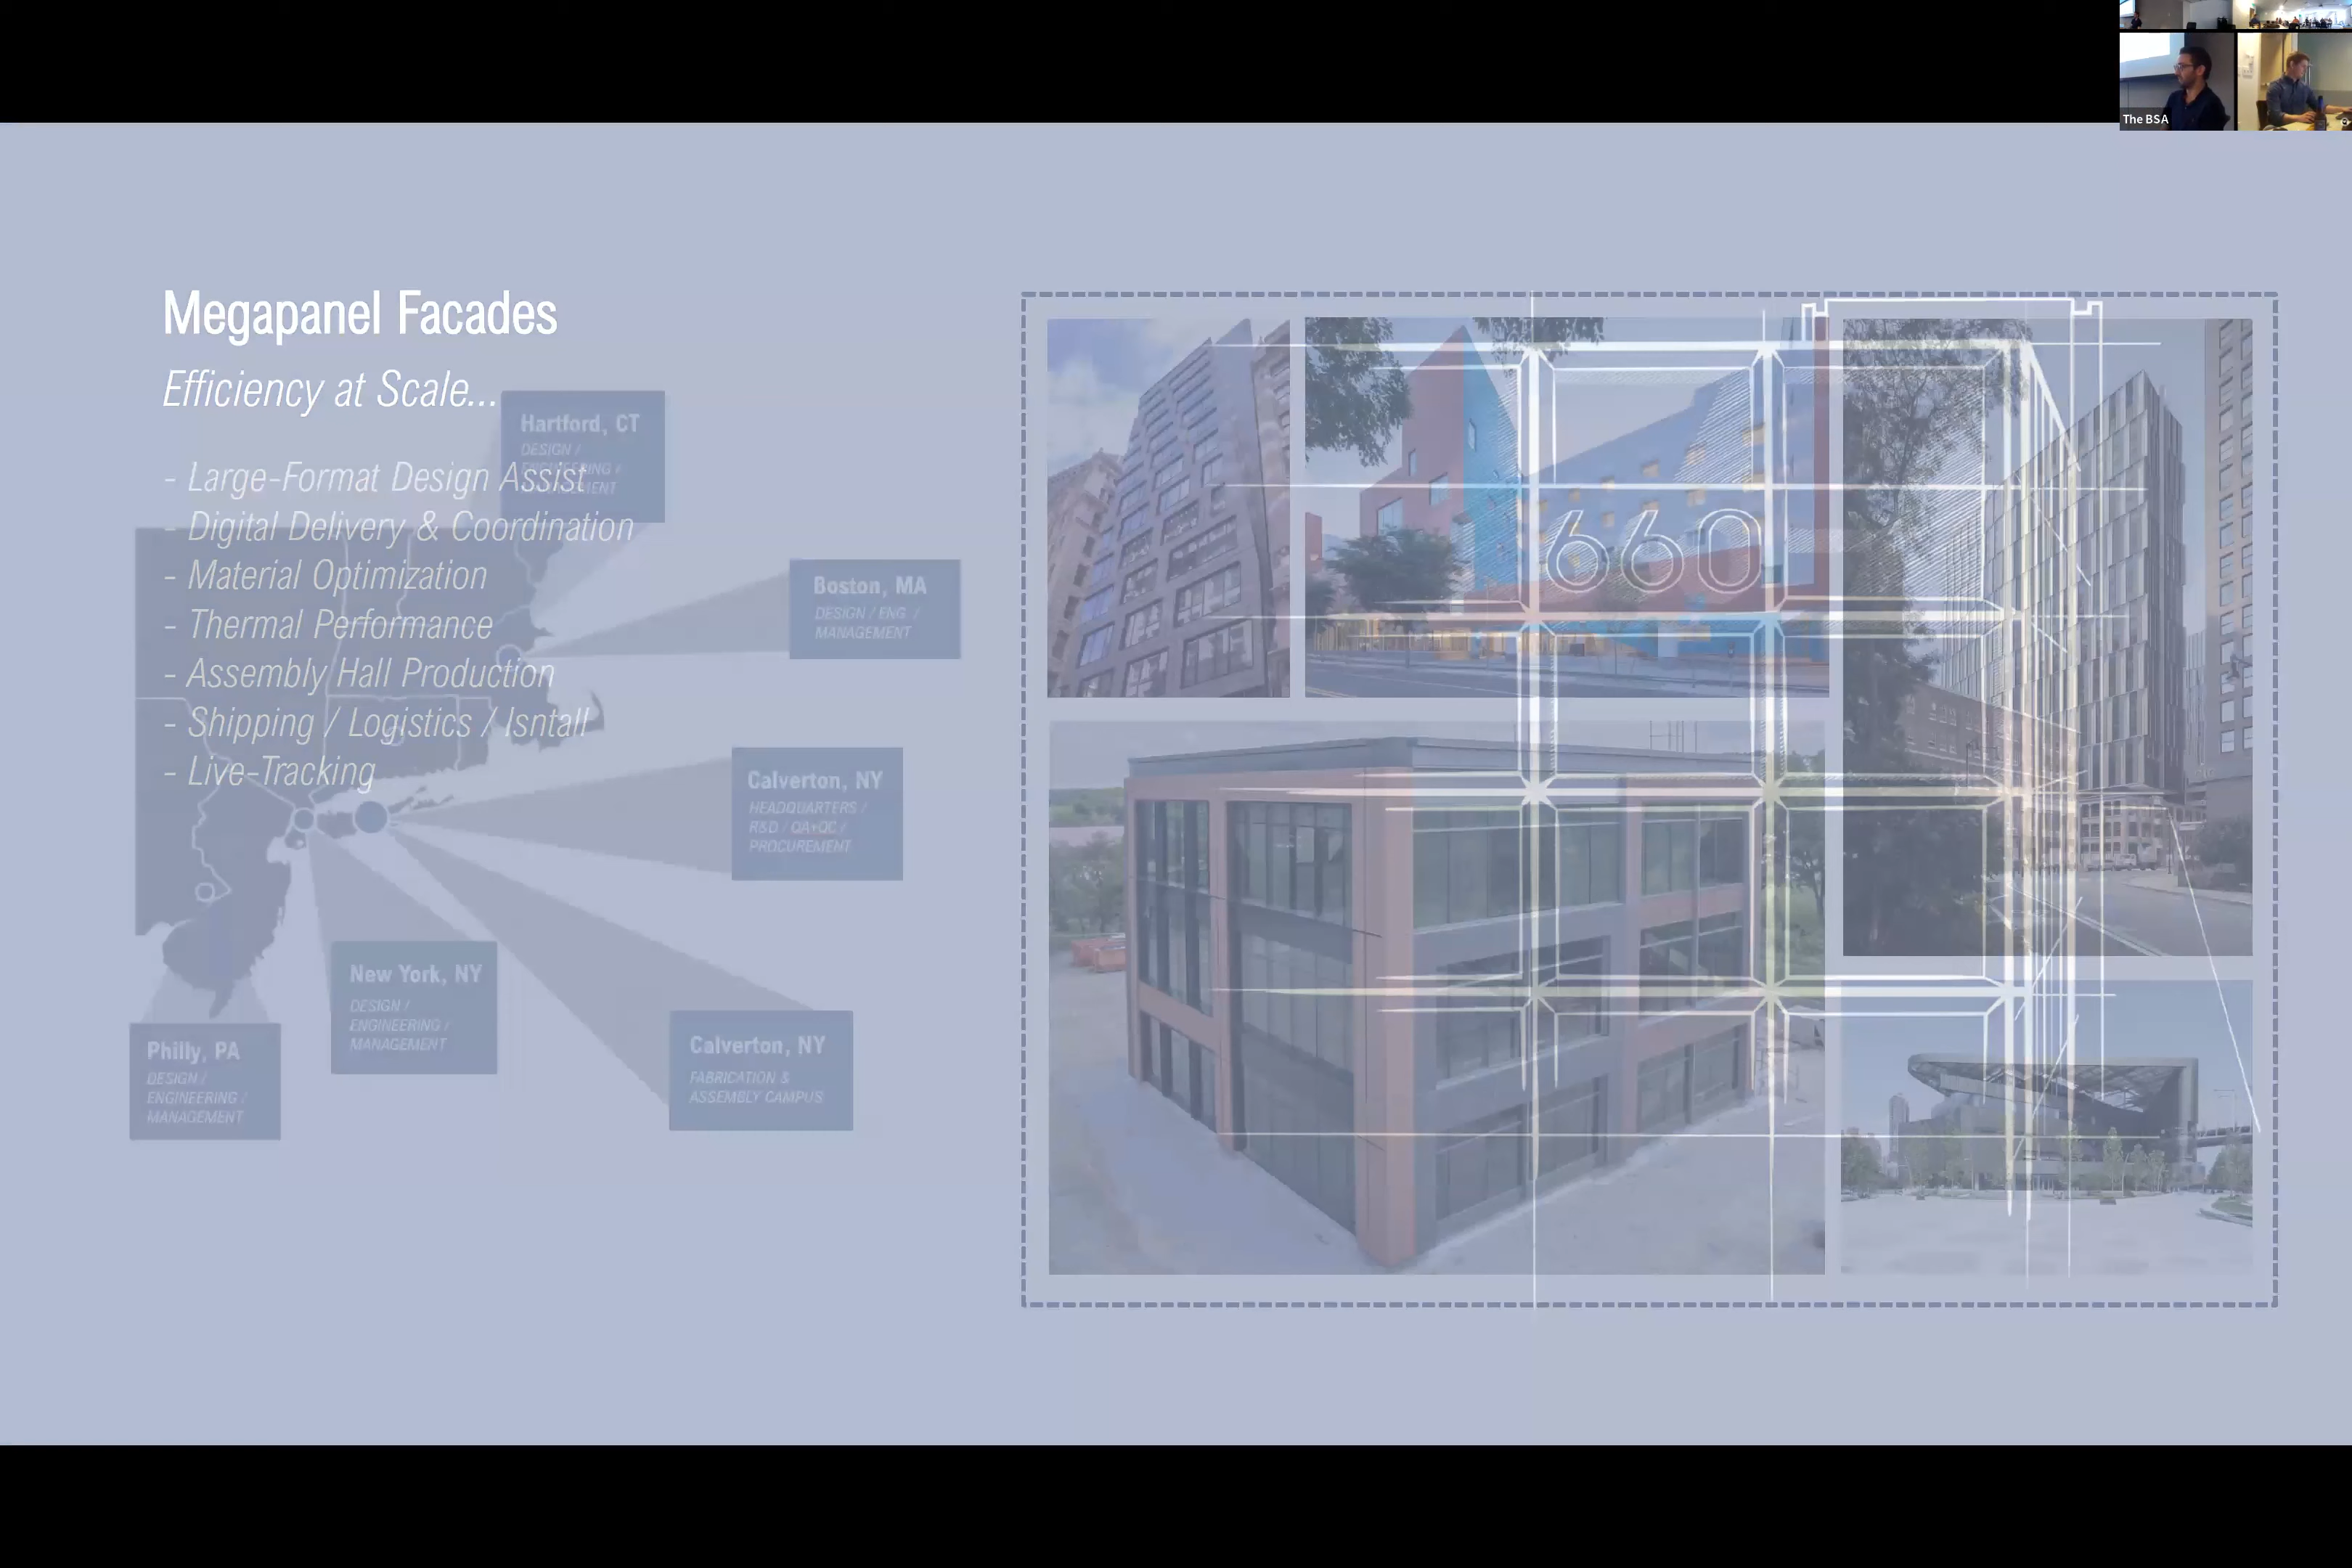 The BSA
Megapanel Facades
Efficiency at Scale...
- Large-Format Design Assist
- Digital Delivery & Coordination
- Material Optimization
- Thermal Performance
- Assembly Hall Production
- Shipping / Logistics / Isntall
- Live-Tracking
Hartford, CT
DESIGN /
ENGINEERING /
MANAGEMENT
Boston, MA
DESIGN / ENG. /
MANAGEMENT
Calverton, NY
HEADQUARTERS /
R&D / QA+QC /
PROCUREMENT
New York, NY
DESIGN /
ENGINEERING /
MANAGEMENT
Philly, PA
DESIGN /
ENGINEERING /
MANAGEMENT
Calverton, NY
FABRICATION &
ASSEMBLY CAMPUS
660